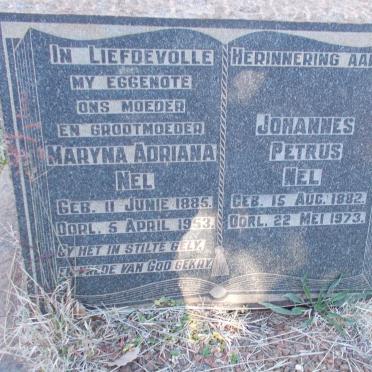 In Liefdevolle
my eggenote
ons moeder
en grootmoeder
Maryna Adriana
Nel
Geb. 11 Junie 1885.
Oorl. 5 April 1953.
Sy het in stilte gely,
van God gekry.
Herinnering aan
Johannes
Petrus
Nel
Geb. 15 Aug. 1882.
Oorl. 22 Mei 1973.